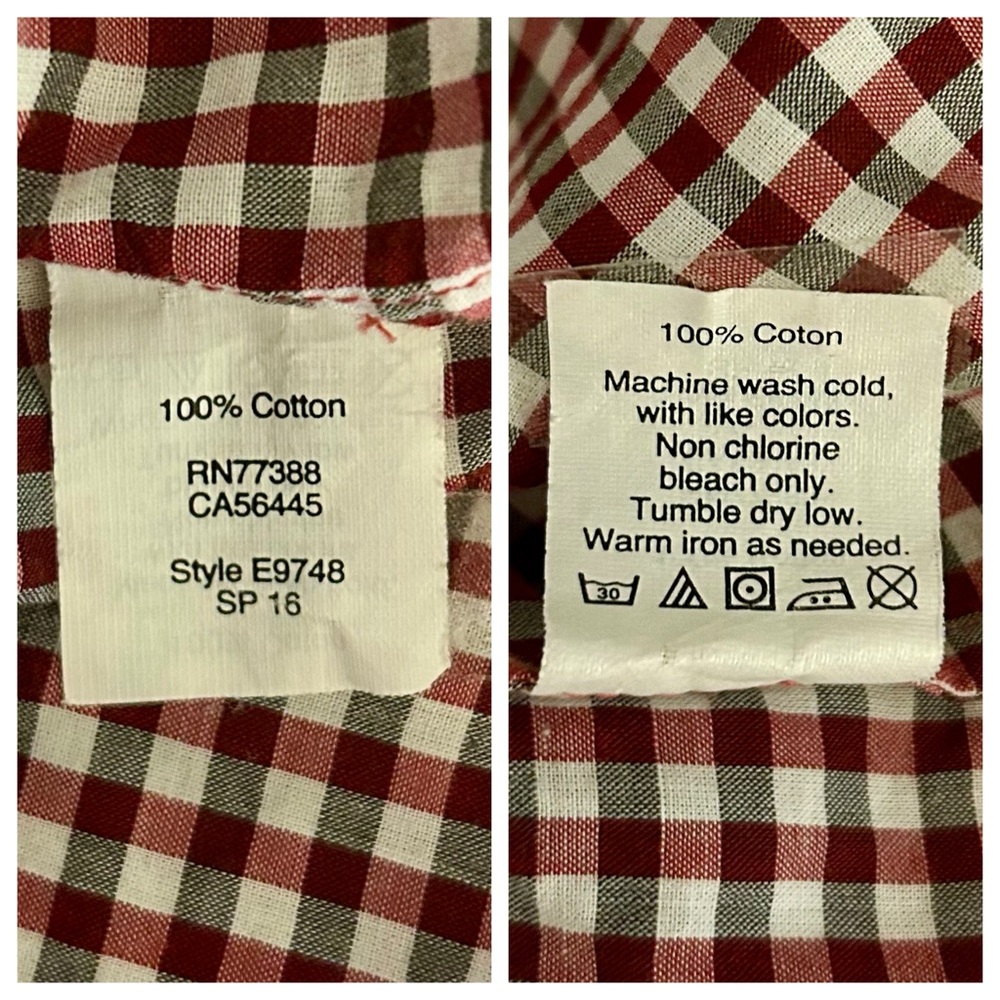 100% Cotton
RN77388
CA56445
Style E9748
SP 16
100% Coton
Machine wash cold,
with like colors.
Non chlorine
bleach only.
Tumble dry low.
Warm iron as needed.
30